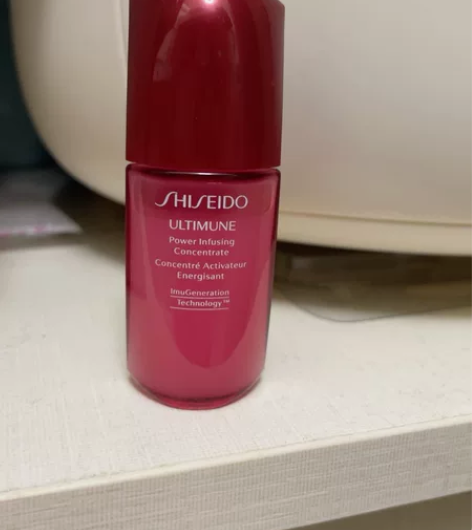 SHISEIDO
ULTIMUNE
Power Infusing
Concentrate
Concentré Activateur
Énergisant
ImuGeneration
Technology™